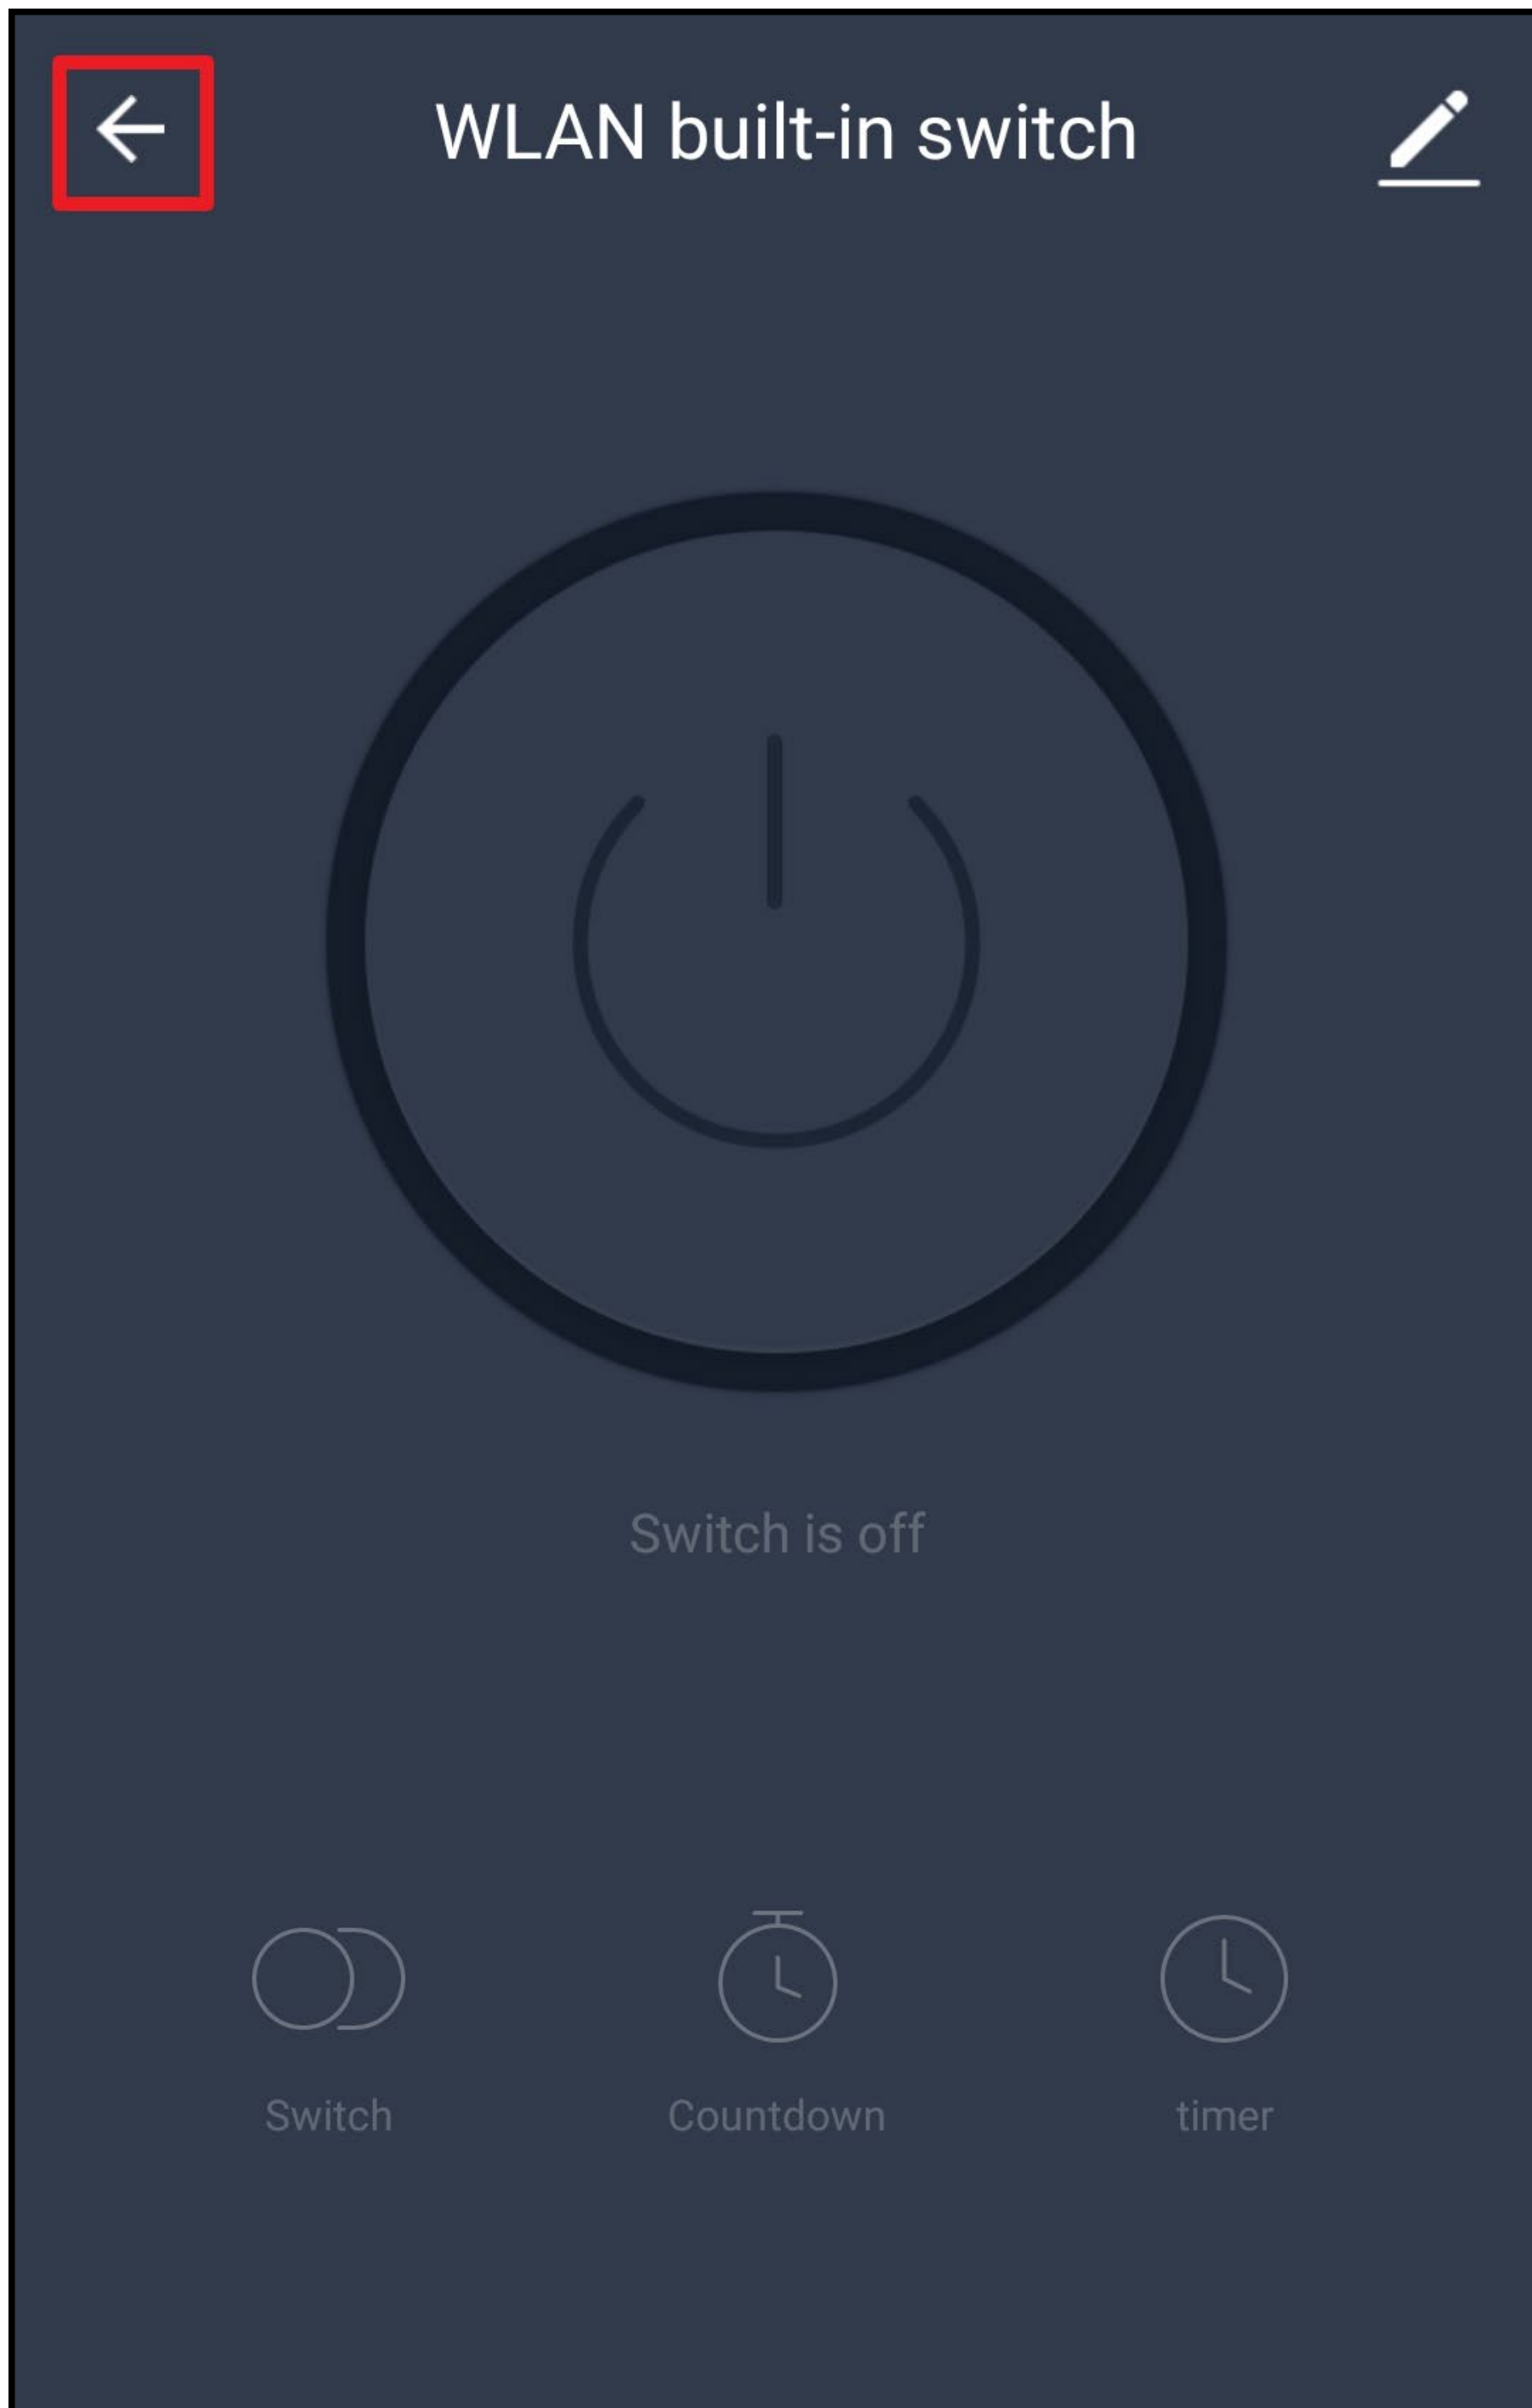 WLAN built-in switch
Switch is off
Switch
Countdown
timer